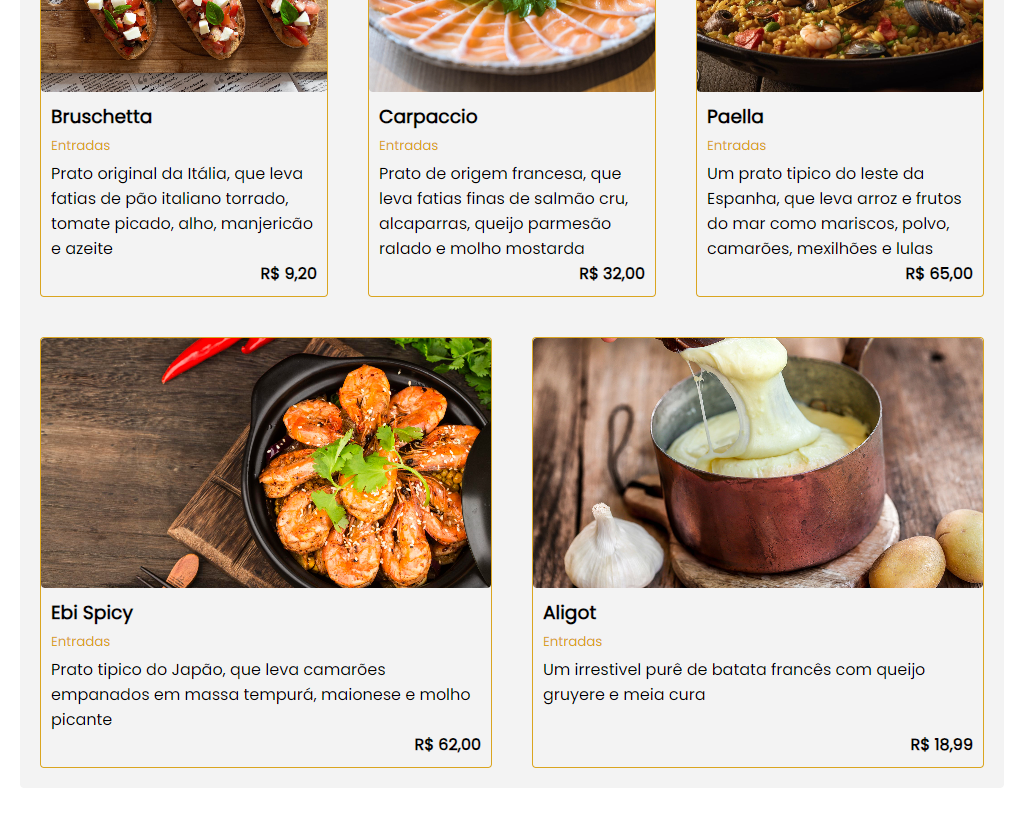 Bruschetta
Entradas
Prato original da Itália, que leva
fatias de pão italiano torrado,
tomate picado, alho, manjericão
e azeite
R$ 9,20
Carpaccio
Entradas
Prato de origem francesa, que
leva fatias finas de salmão cru,
alcaparras, queijo parmesão
ralado e molho mostarda
R$ 32,00
Paella
Entradas
Um prato tipico do leste da
Espanha, que leva arroz e frutos
do mar como mariscos, polvo,
camarões, mexilhões e lulas
R$ 65,00
Ebi Spicy
Entradas
Prato tipico do Japão, que leva camarões
empanados em massa tempurá, maionese e molho
picante
R$ 62,00
Aligot
Entradas
Um irrestivel purê de batata francês com queijo
gruyere e meia cura
R$ 18,99